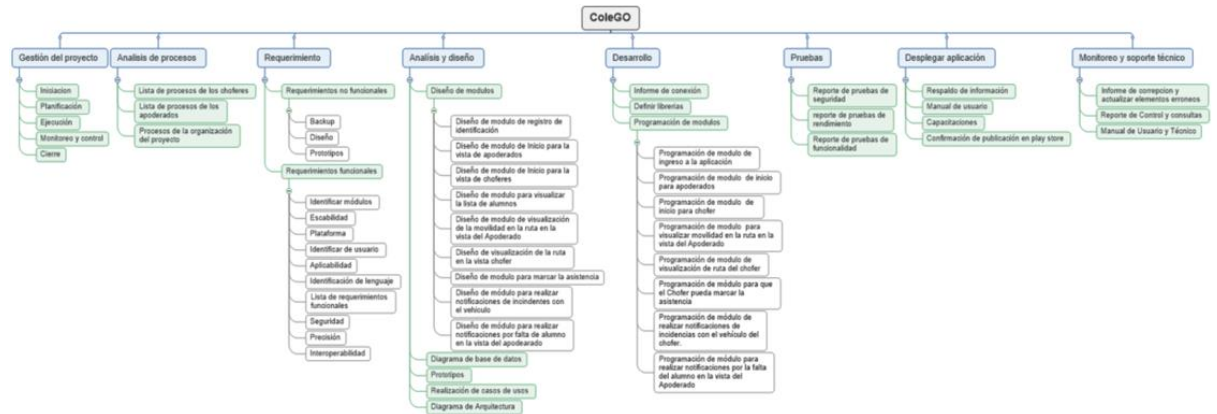 ColeGO
Gestión del proyecto
Inisiacion
Planificación
Ejecución
Monitoreo y control
Cierre
Analisis de procesos
Lista de procesos de los choferes
Lista de procesos de los
apoderados
Procesos de la organización
del proyecto
Requerimiento
Requerimientos no funcionales
Backup
Diseño
Prototipos
Requerimientos funcionales
Identificar módulos
Escabilidad
Plataforma
Identificar de usuario
Aplicabilidad
Identificación de lenguaje
Lista de requerimientos
funcionales
Seguridad
Precisión
Interoperabilidad
Analísis y diseño
Diseño de modulos
Diseño de modulo de registro de
identificación
Diseño de modulo de Inicio para la
vista de apoderados
Diseño de modulo de Inicio para la
vista de choferes
Diseño de modulo para visualizar
la lista de alumnos
Diseño de modulo de visualización
de la movilidad en la ruta en la
vista del Apoderado
Diseño de visualización de la ruta
en la vista chofer
Diseño de modulo para marcar la asistencia
Diseño de módulo para realizar
notificaciones de incindentes con
el vehículo
Diseño de módulo para realizar
notificaciones por falta de alumno
en la vista del apodearado
Diagrama de base de datos
Prototipos
Realización de casos de usos
Diagrama de Arquitectura
Desarrollo
Informe de conexión
Definir librerias
Programación de modulos
Programación de modulo de
ingreso a la aplicación
Programación de modulo de inicio
para apoderados
Programación de modulo de
inicio para chofer
Programación de modulo para
visualizar movilidad en la ruta en la
vista del Apoderado
Programación de modulo de
visualización de ruta del chofer
Programación de módulo para que
el Chofer pueda marcar la
asistencia
Programación de módulo de
realizar notificaciones de
incidencias con el vehículo del
chofer.
Programación de módulo para
realizar notificaciones por la falta
del alumno en la vista del
Apoderado
Pruebas
Reporte de pruebas de
seguridad
reporte de pruebas de
rendimiento
Reporte de pruebas de
funcionalidad
Desplegar aplicación
Respaldo de información
Manual de usuario
Capacitaciones
Confirmación de publicación en play store
Monitoreo y soporte técnico
Informe de correpcion y
actualizar elementos erroneos
Reporte de Control y consultas
Manual de Usuario y Técnico